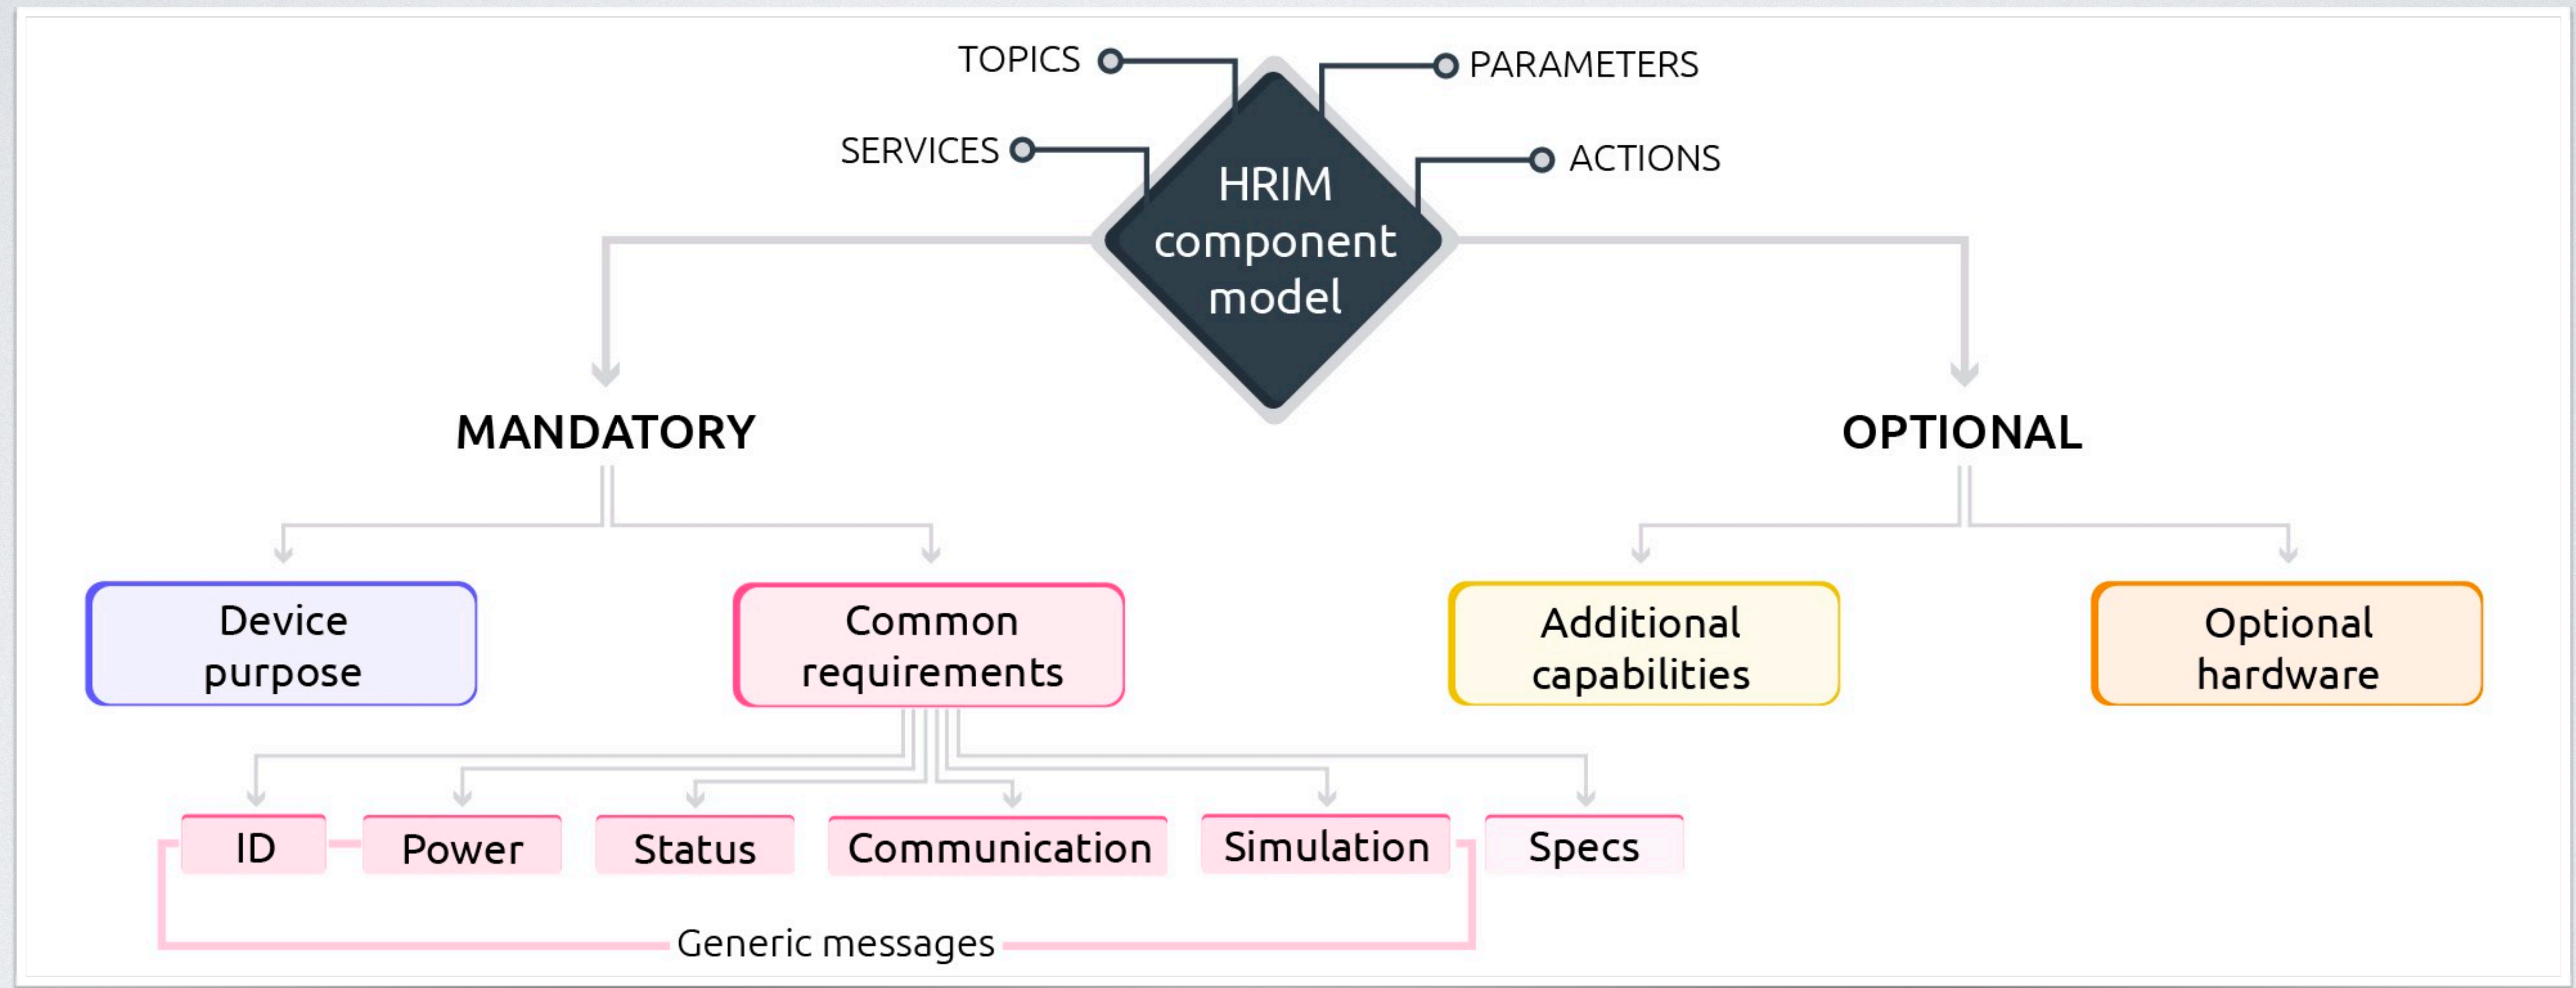 TOPICS
PARAMETERS
SERVICES
ACTIONS
HRIM
component
model
MANDATORY
OPTIONAL
Device
purpose
Common
requirements
Additional
capabilities
Optional
hardware
ID
Power
Status
Communication
Simulation
Specs
Generic messages